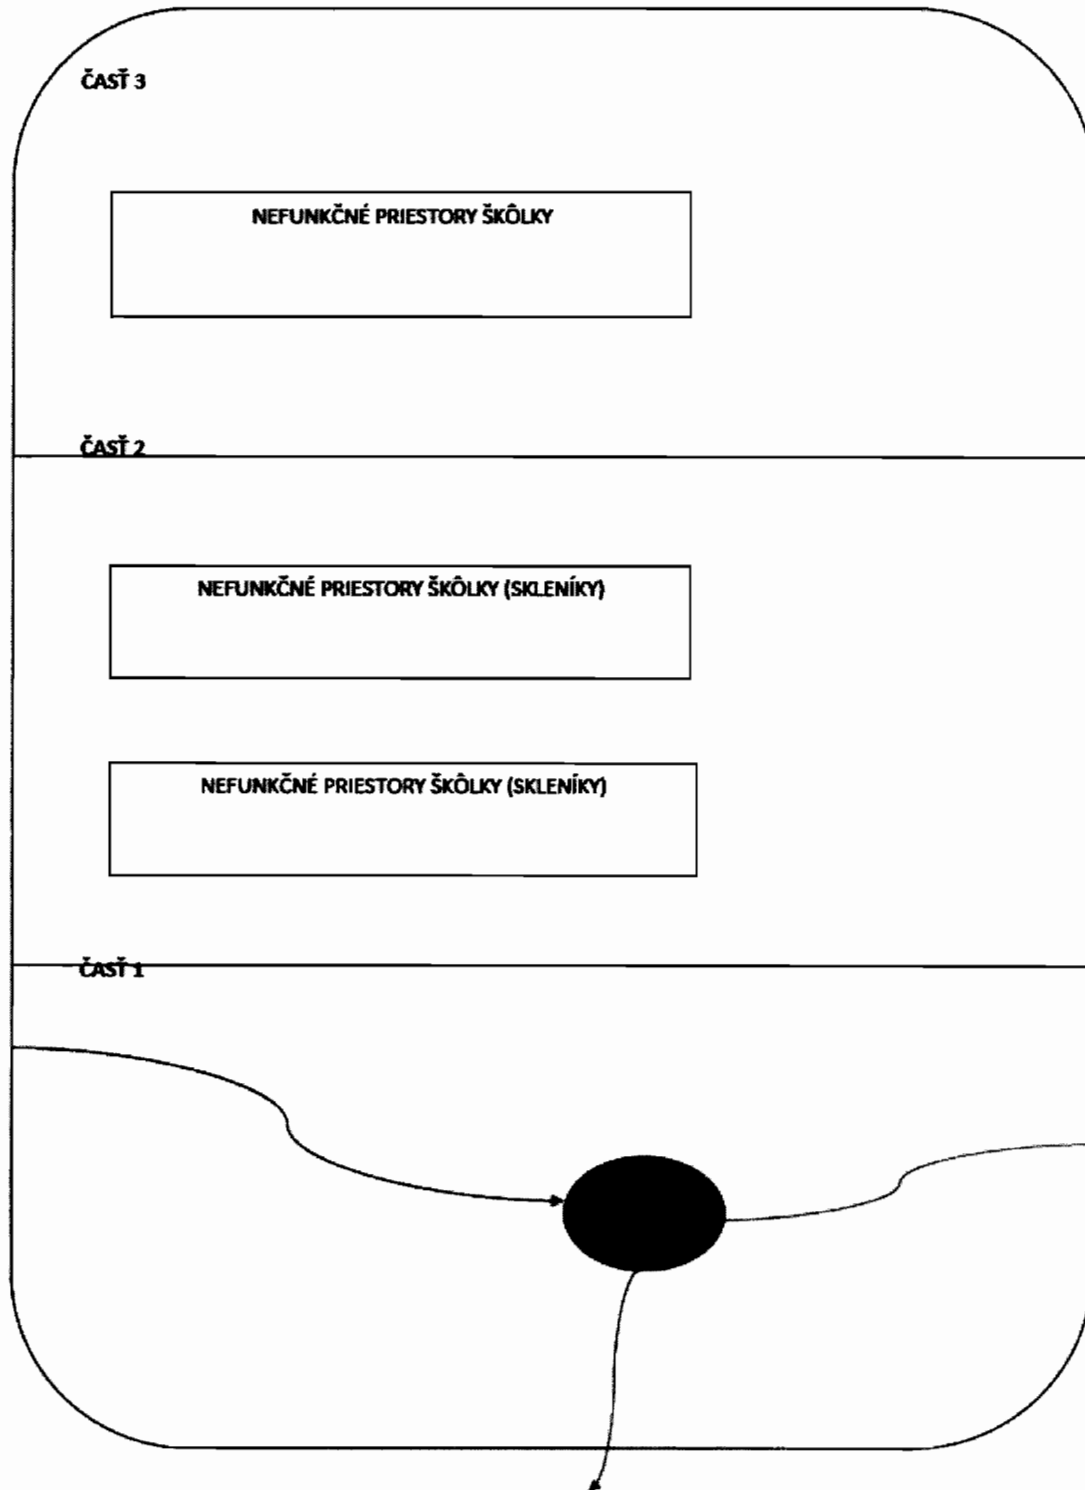 ČASŤ 3
NEFUNKČNÉ PRIESTORY ŠKÔLKY
ČASŤ 2
NEFUNKČNÉ PRIESTORY ŠKÔLKY (SKLENÍKY)
NEFUNKČNÉ PRIESTORY ŠKÔLKY (SKLENÍKY)
ČASŤ 1